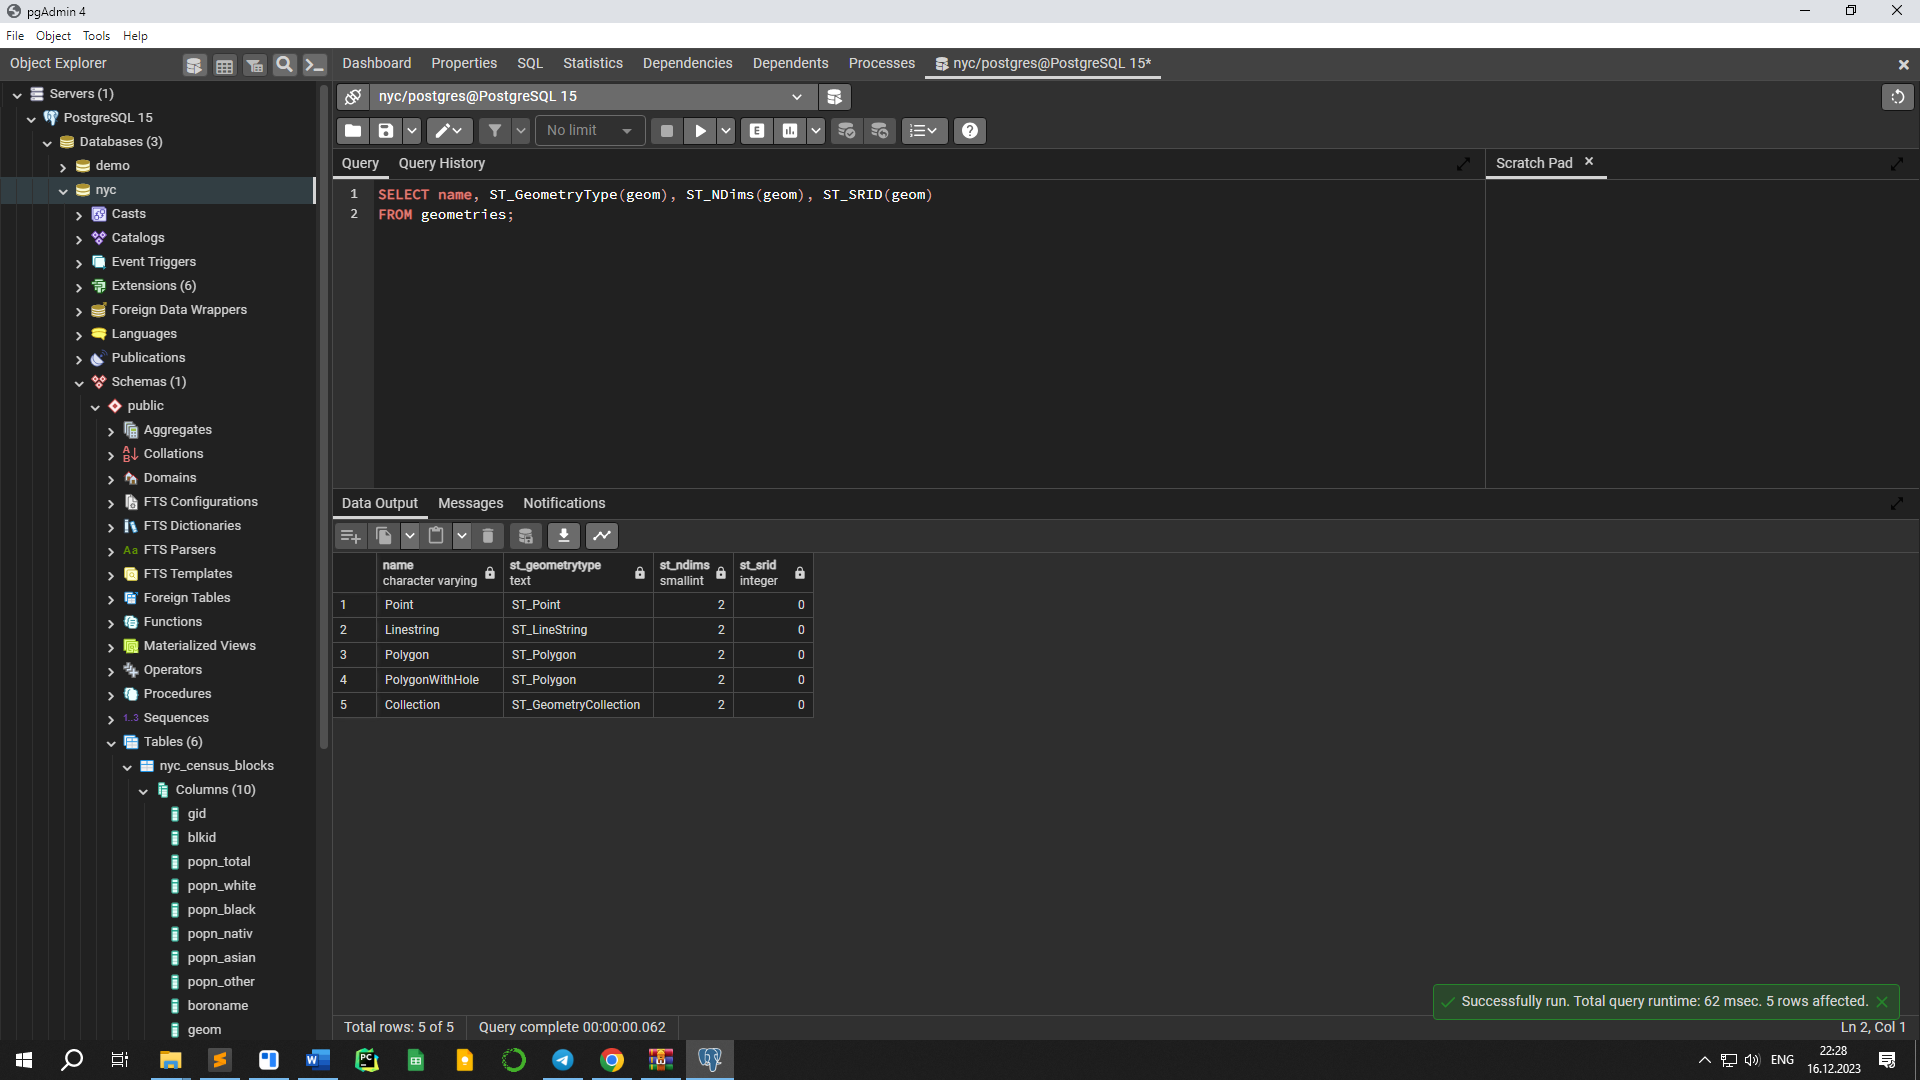 pgAdmin 4
File Object Tools Help
Object Explorer
Dashboard Properties SQL Statistics Dependencies Dependents Processes nyc/postgres@PostgreSQL 15*
Servers (1)
PostgreSQL 15
Databases (3)
demo
nyc
Casts
Catalogs
Event Triggers
Extensions (6)
Foreign Data Wrappers
Languages
Publications
Schemas (1)
public
Aggregates
Collations
Domains
FTS Configurations
FTS Dictionaries
Aa FTS Parsers
FTS Templates
Foreign Tables
Functions
Materialized Views
Operators
Procedures
1..3 Sequences
Tables (6)
nyc_census_blocks
Columns (10)
gid
blkid
popn_total
popn_white
popn_black
popn_nativ
popn_asian
popn_other
boroname
geom
nyc/postgres@PostgreSQL 15
No limit
E
Query Query History
Scratch Pad
1 SELECT name, ST_GeometryType(geom), ST_NDims(geom), ST_SRID(geom)
2 FROM geometries;
Data Output Messages Notifications
name st_geometrytype st_ndims st_srid
character varying text smallint integer
1 Point ST_Point 2 0
2 Linestring ST_LineString 2 0
3 Polygon ST_Polygon 2 0
4 PolygonWithHole ST_Polygon 2 0
5 Collection ST_GeometryCollection 2 0
Successfully run. Total query runtime: 62 msec. 5 rows affected.
Total rows: 5 of 5 Query complete 00:00:00.062
Ln 2, Col 1
ENG
22:28
16.12.2023